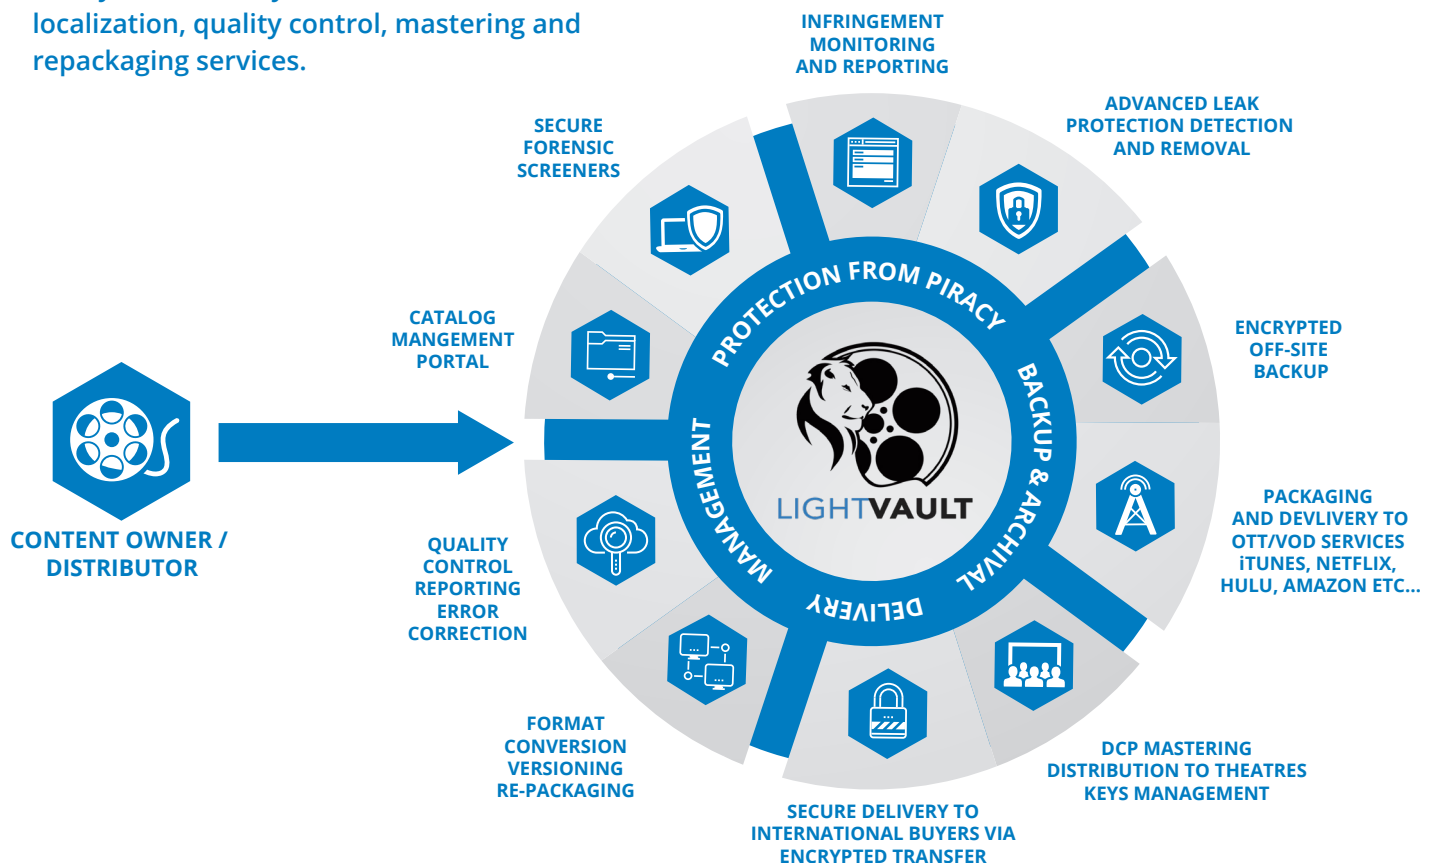 localization, quality control, mastering and
repackaging services.
INFRINGEMENT
MONITORING
AND REPORTING
ADVANCED LEAK
PROTECTION DETECTION
AND REMOVAL
SECURE
FORENSIC
SCREENERS
CATALOG
MANGEMENT
PORTAL
ENCRYPTED
OFF-SITE
BACKUP
PROTECTION FROM PIRACY
BACKUP & ARCHIVAL
DELIVERY
MANAGEMENT
LIGHTVAULT
CONTENT OWNER /
DISTRIBUTOR
QUALITY
CONTROL
REPORTING
ERROR
CORRECTION
PACKAGING
AND DEVLIVERY TO
OTT/VOD SERVICES
iTUNES, NETFLIX,
HULU, AMAZON ETC...
FORMAT
CONVERSION
VERSIONING
RE-PACKAGING
DCP MASTERING
DISTRIBUTION TO THEATRES
KEYS MANAGEMENT
SECURE DELIVERY TO
INTERNATIONAL BUYERS VIA
ENCRYPTED TRANSFER